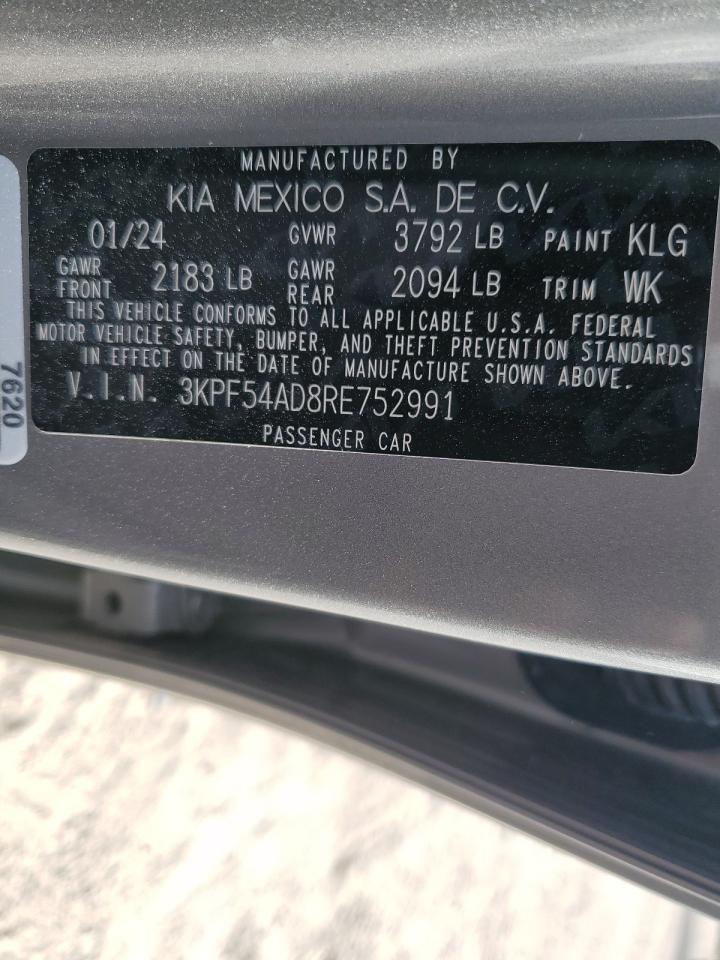 MANUFACTURED BY
KIA MEXICO S.A. DE C.V.
01/24 GVWR 3792 LB PAINT KLG
GAWR FRONT 2183 LB GAWR REAR 2094 LB TRIM WK
THIS VEHICLE CONFORMS TO ALL APPLICABLE U.S.A. FEDERAL
MOTOR VEHICLE SAFETY, BUMPER, AND THEFT PREVENTION STANDARDS
IN EFFECT ON THE DATE OF MANUFACTURE SHOWN ABOVE.
V.I.N. 3KPF54AD8RE752991
PASSENGER CAR
7620